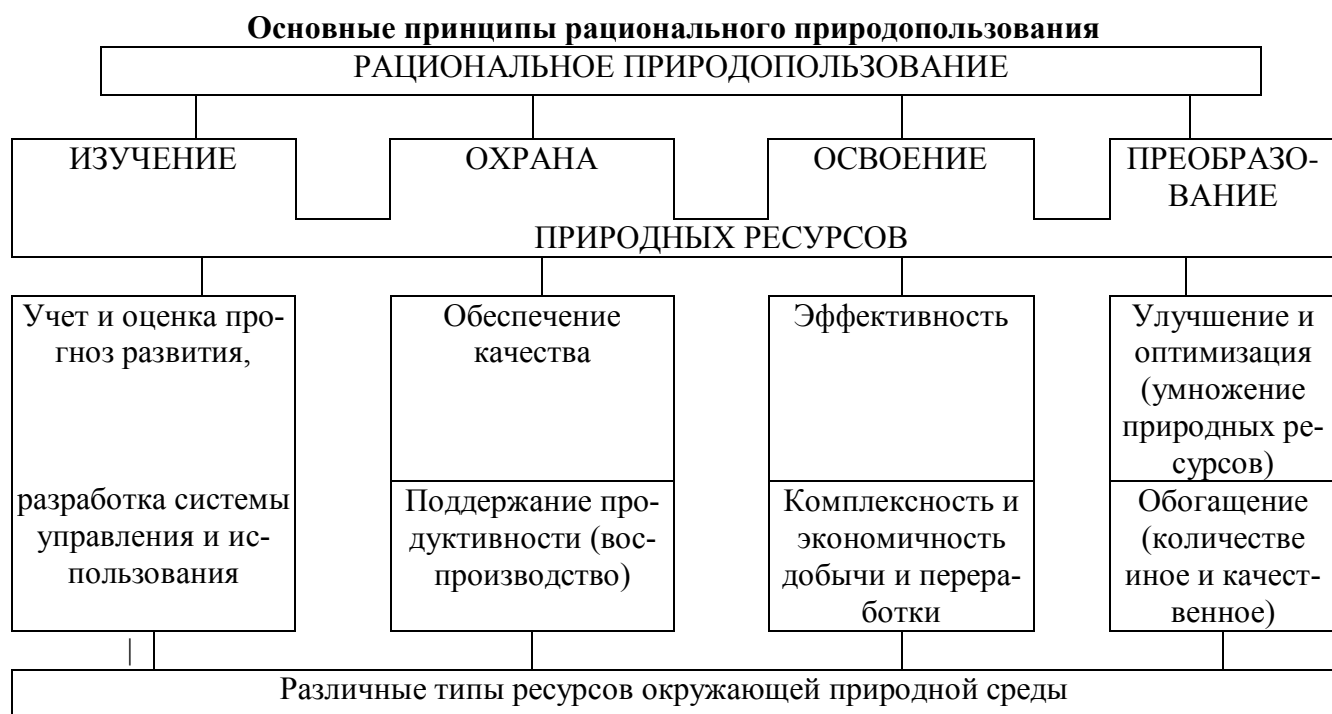 Основные принципы рационального природопользования
РАЦИОНАЛЬНОЕ ПРИРОДОПОЛЬЗОВАНИЕ
ИЗУЧЕНИЕ
ОХРАНА
ОСВОЕНИЕ
ПРЕОБРАЗО-
ВАНИЕ
ПРИРОДНЫХ РЕСУРСОВ
Учет и оценка про-
гноз развития,
разработка системы
управления и ис-
пользования
Обеспечение
качества
Поддержание про-
дуктивности (вос-
производство)
Эффективность
Комплексность и
экономичность
добычи и перера-
ботки
Улучшение и
оптимизация
(умножение
природных ре-
сурсов)
Обогащение
(количестве
иное и качест-
венное)
Различные типы ресурсов окружающей природной среды